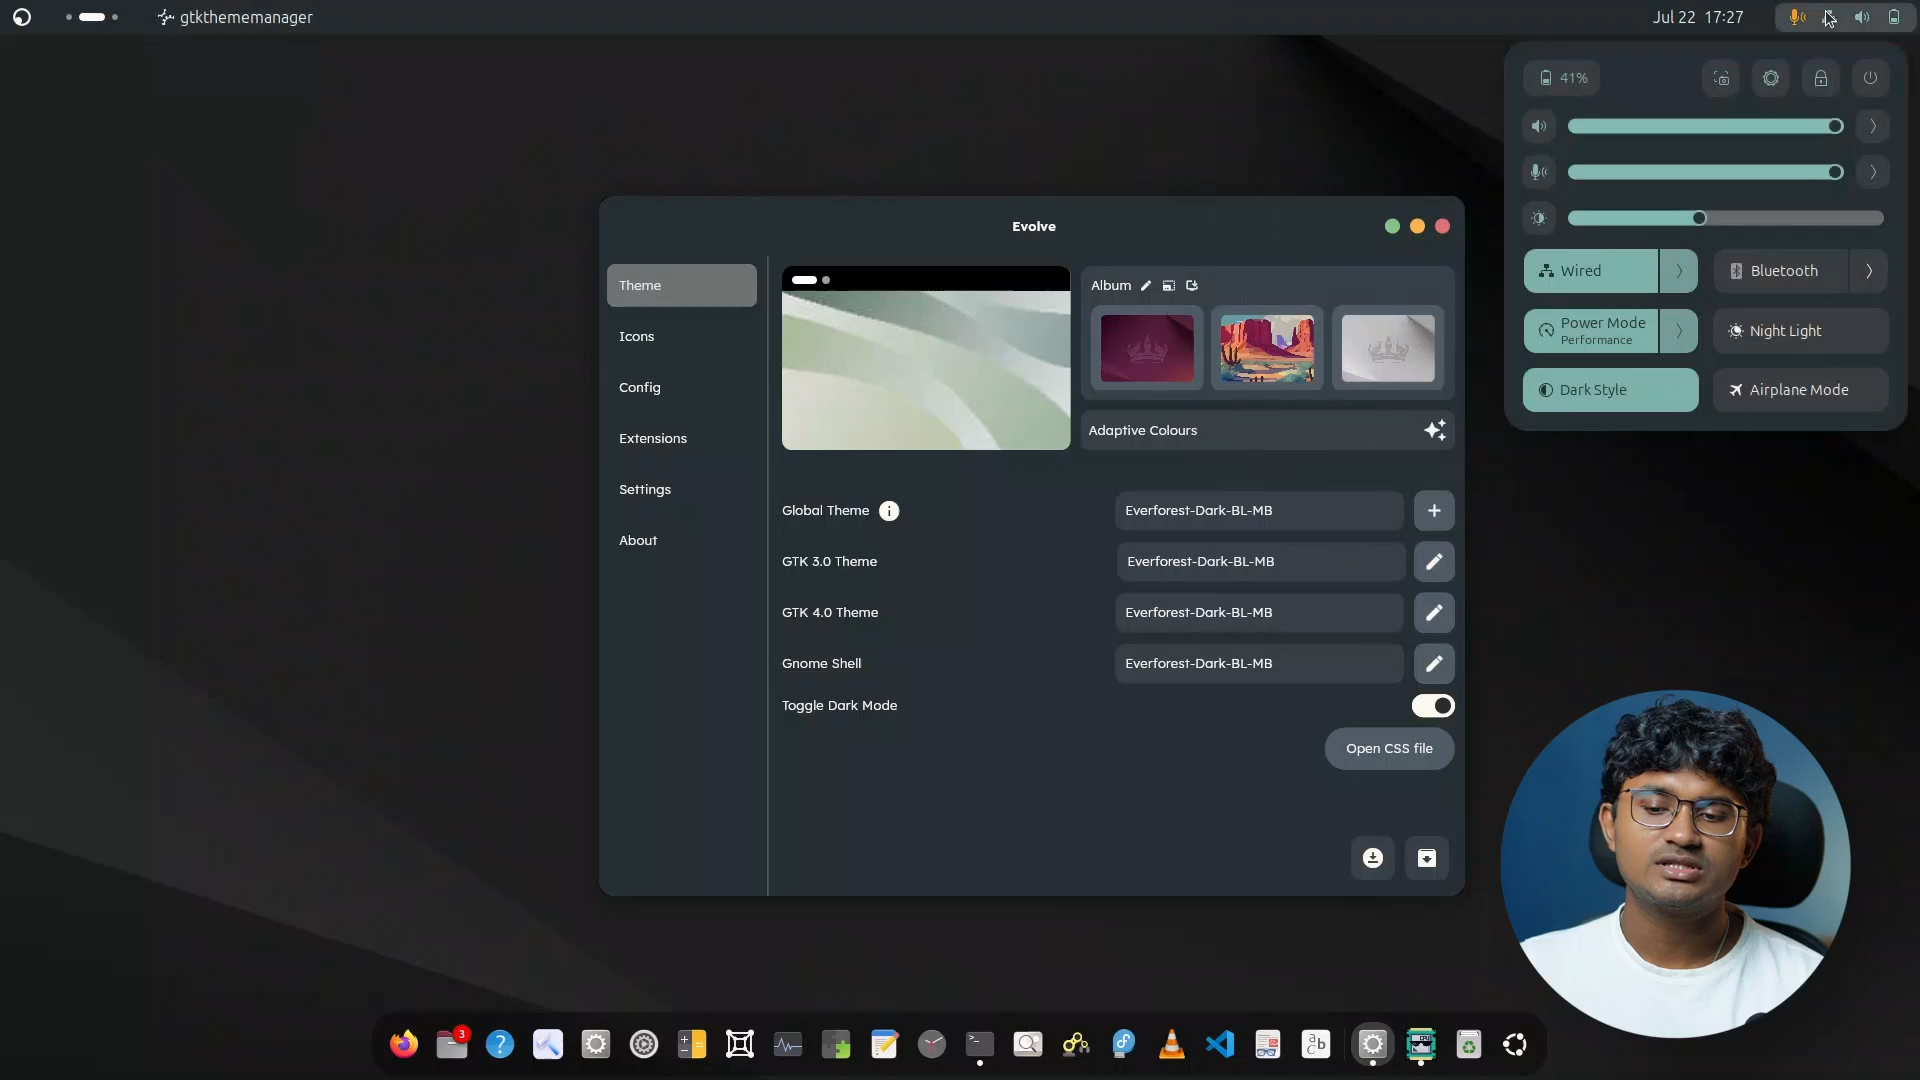 gtkthememanager
Jul 22 17:27
41%
Wired
Bluetooth
Power Mode
Performance
Night Light
Dark Style
Airplane Mode
Evolve
Theme
Icons
Config
Extensions
Settings
About
Album
Adaptive Colours
Global Theme
Everforest-Dark-BL-MB
GTK 3.0 Theme
Everforest-Dark-BL-MB
GTK 4.0 Theme
Everforest-Dark-BL-MB
Gnome Shell
Everforest-Dark-BL-MB
Toggle Dark Mode
Open CSS file
3
CPU